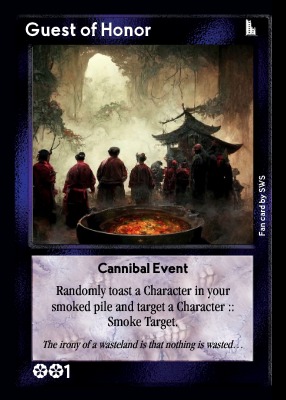 Guest of Honor
Fan card by SWS
Cannibal Event
Randomly toast a Character in your
smoked pile and target a Character ::
Smoke Target.
The irony of a wasteland is that nothing is wasted…
1